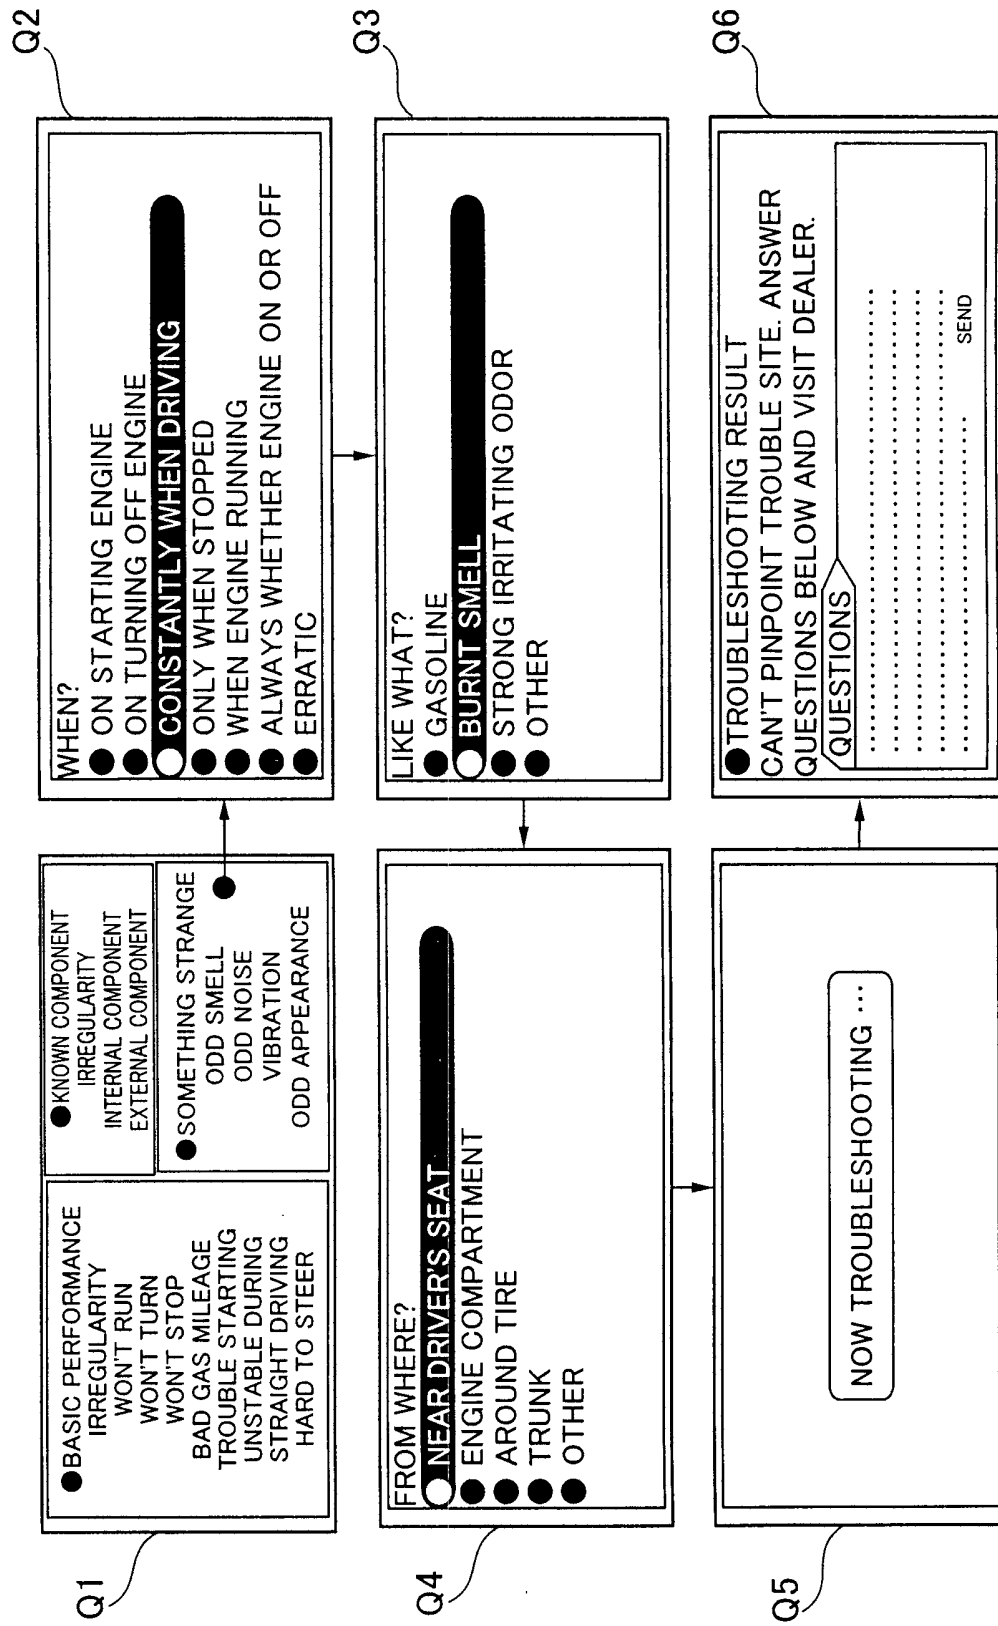 Q1
●BASIC PERFORMANCE
IRREGULARITY
WON'T RUN
WON'T TURN
WON'T STOP
BAD GAS MILEAGE
TROUBLE STARTING
UNSTABLE DURING
STRAIGHT DRIVING
HARD TO STEER
●KNOWN COMPONENT
IRREGULARITY
INTERNAL COMPONENT
EXTERNAL COMPONENT
●SOMETHING STRANGE
ODD SMELL
ODD NOISE
VIBRATION
ODD APPEARANCE
Q2
WHEN?
●ON STARTING ENGINE
●ON TURNING OFF ENGINE
CONSTANTLY WHEN DRIVING
●ONLY WHEN STOPPED
●WHEN ENGINE RUNNING
●ALWAYS WHETHER ENGINE ON OR OFF
●ERRATIC
Q3
LIKE WHAT?
●GASOLINE
BURNT SMELL
●STRONG IRRITATING ODOR
●OTHER
Q4
FROM WHERE?
NEAR DRIVER'S SEAT
●ENGINE COMPARTMENT
●AROUND TIRE
●TRUNK
●OTHER
Q5
NOW TROUBLESHOOTING ...
Q6
●TROUBLESHOOTING RESULT
CAN'T PINPOINT TROUBLE SITE. ANSWER
QUESTIONS BELOW AND VISIT DEALER.
QUESTIONS
SEND